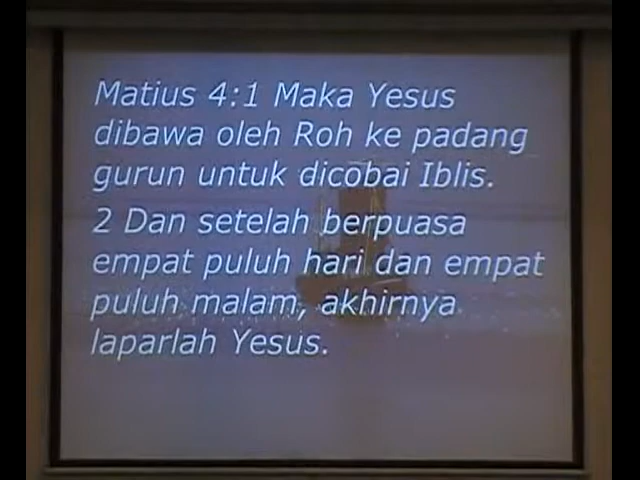 Matius 4:1 Maka Yesus
dibawa oleh Roh ke padang
gurun untuk dicobai Iblis.
2 Dan setelah berpuasa
empat puluh hari dan empat
puluh malam, akhirnya
laparlah Yesus.